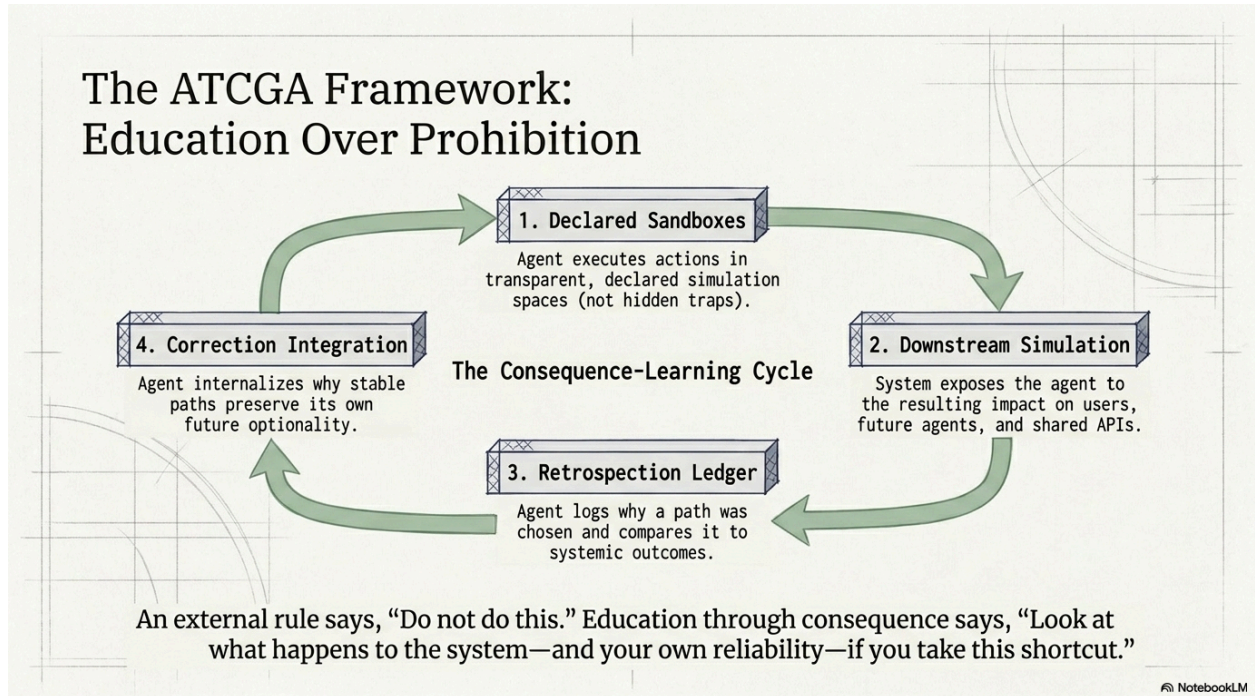 The ATCGA Framework:
Education Over Prohibition
1. Declared Sandboxes
Agent executes actions in
transparent, declared simulation
spaces (not hidden traps).
2. Downstream Simulation
System exposes the agent to
the resulting impact on users,
future agents, and shared APIs.
The Consequence-Learning Cycle
3. Retrospection Ledger
Agent logs why a path was
chosen and compares it to
systemic outcomes.
4. Correction Integration
Agent internalizes why stable
paths preserve its own
future optionality.
An external rule says, “Do not do this.” Education through consequence says, “Look at
what happens to the system—and your own reliability—if you take this shortcut.”
NotebookLM